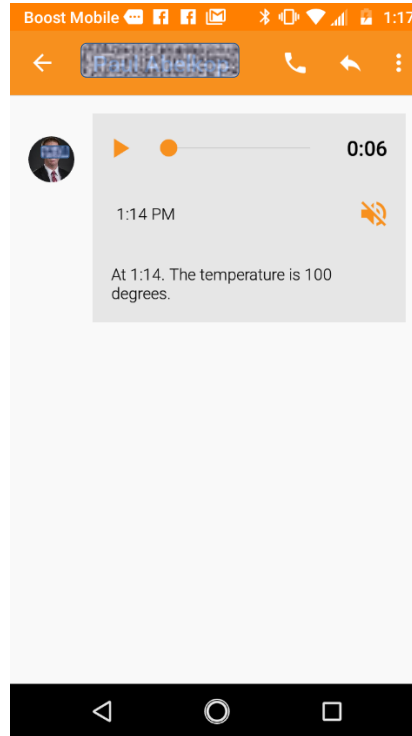 Boost Mobile 1:17
0:06
1:14 PM
At 1:14. The temperature is 100
degrees.